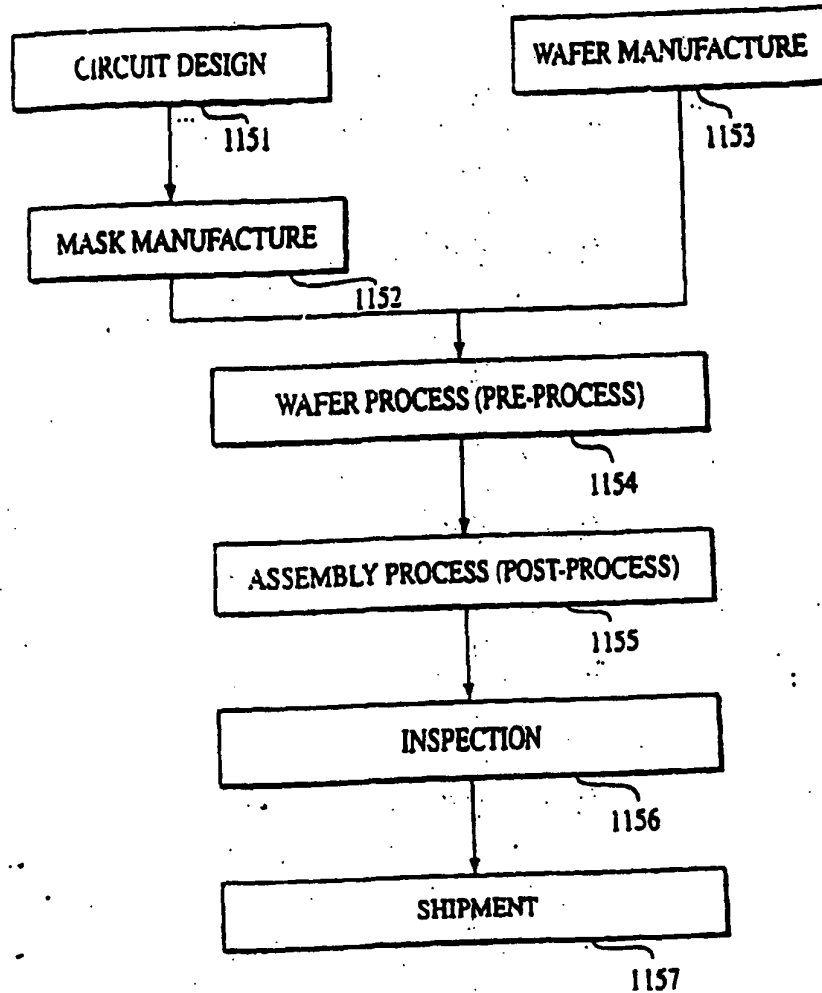 CIRCUIT DESIGN
1151
WAFER MANUFACTURE
1153
MASK MANUFACTURE
1152
WAFER PROCESS (PRE-PROCESS)
1154
ASSEMBLY PROCESS (POST-PROCESS)
1155
INSPECTION
1156
SHIPMENT
1157